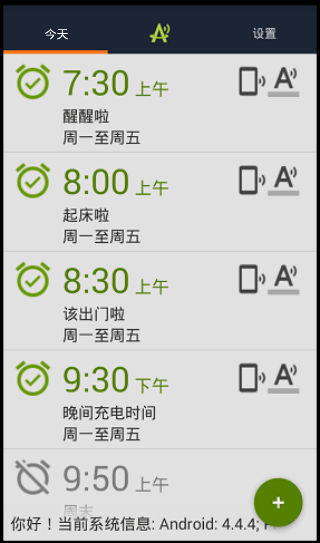 今天
设置
7:30 上午
醒醒啦
周一至周五
8:00 上午
起床啦
周一至周五
8:30 上午
该出门啦
周一至周五
9:30 下午
晚间充电时间
周一至周五
9:50 上午
周末
你好！当前系统信息: Android: 4.4.4;